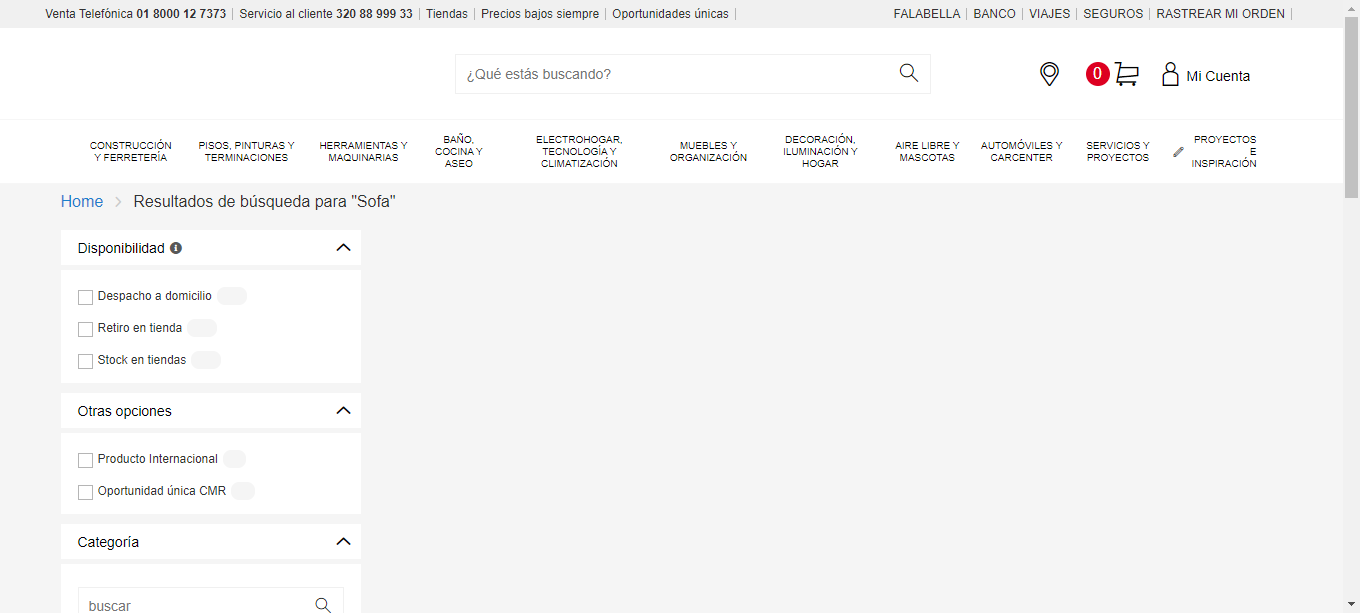 Venta Telefónica 01 8000 12 7373 Servicio al cliente 320 88 999 33 Tiendas Precios bajos siempre Oportunidades únicas FALABELLA BANCO VIAJES SEGUROS RASTREAR MI ORDEN
¿Qué estás buscando?
0
Mi Cuenta
CONSTRUCCIÓN
Y FERRETERÍA
PISOS, PINTURAS Y
TERMINACIONES
HERRAMIENTAS Y
MAQUINARIAS
BAÑO,
COCINA Y
ASEO
ELECTROHOGAR,
TECNOLOGÍA Y
CLIMATIZACIÓN
MUEBLES Y
ORGANIZACIÓN
DECORACIÓN,
ILUMINACIÓN Y
HOGAR
AIRE LIBRE Y
MASCOTAS
AUTOMÓVILES Y
CARCENTER
SERVICIOS Y
PROYECTOS
PROYECTOS
E
INSPIRACIÓN
Home Resultados de búsqueda para "Sofa"
Disponibilidad
Despacho a domicilio
Retiro en tienda
Stock en tiendas
Otras opciones
Producto Internacional
Oportunidad única CMR
Categoría
buscar